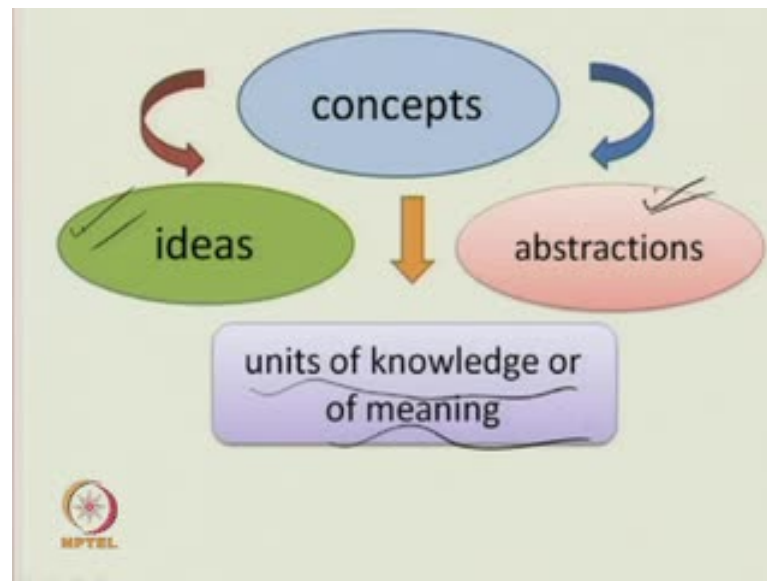 concepts
ideas
abstractions
units of knowledge or
of meaning
NPTEL